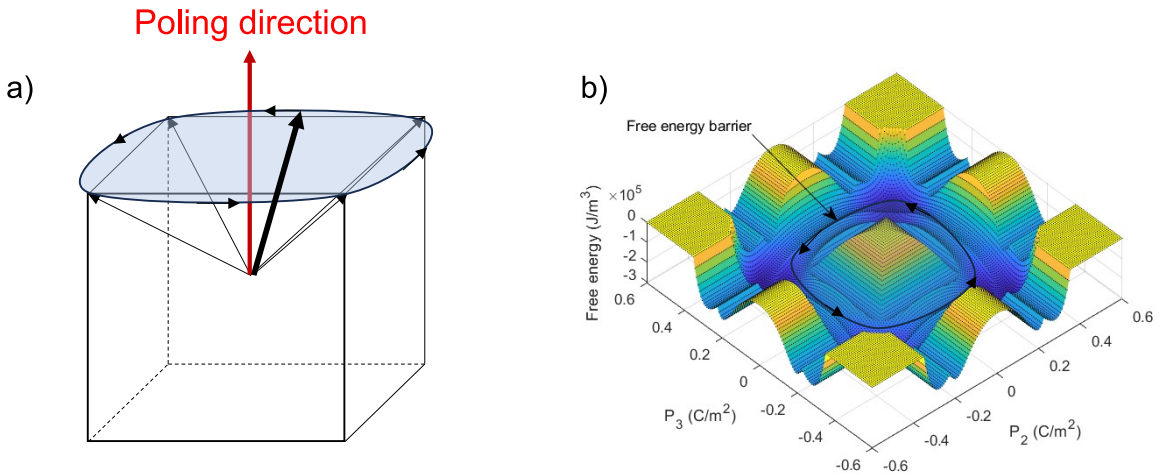 Poling direction
a)
b)
Free energy barrier
Free energy (J/m³)
×10⁵
0
-1
-2
-3
0.6
0.4
0.2
0
-0.2
-0.4
-0.6
P₃ (C/m²)
-0.6
-0.4
-0.2
0
0.2
0.4
0.6
P₂ (C/m²)